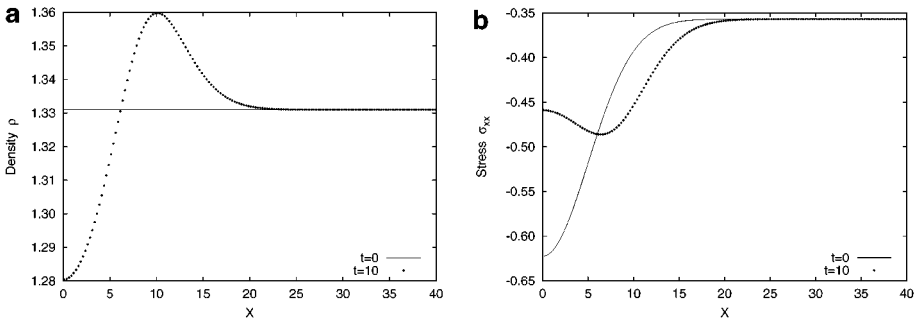 a
1.36
1.35
1.34
1.33
1.32
1.31
1.30
1.29
1.28
Density ρ
0 5 10 15 20 25 30 35 40
X
t=0
t=10
b
-0.35
-0.40
-0.45
-0.50
-0.55
-0.60
-0.65
Stress σxx
0 5 10 15 20 25 30 35 40
X
t=0
t=10